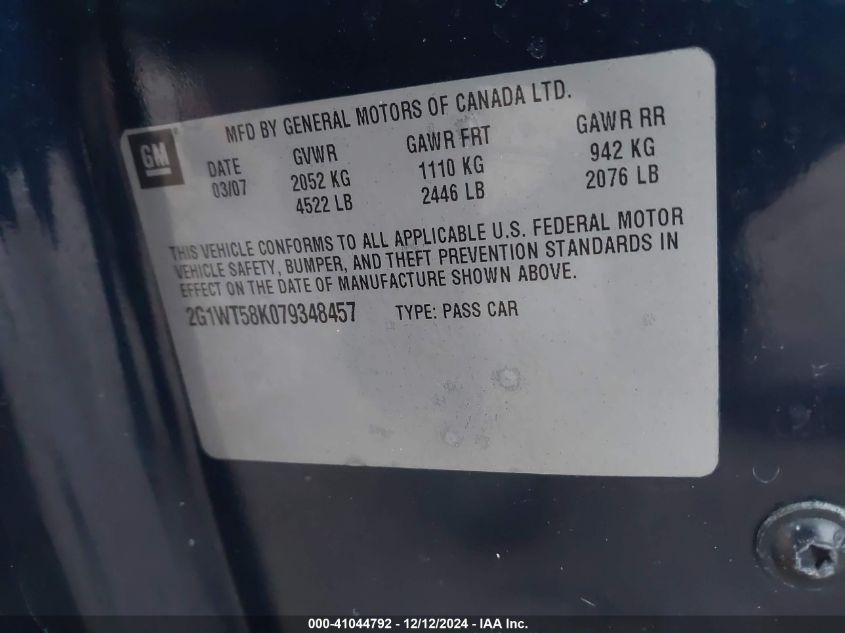 MFD BY GENERAL MOTORS OF CANADA LTD.
GM
DATE GVWR GAWR FRT GAWR RR
03/07 2052 KG 1110 KG 942 KG
4522 LB 2446 LB 2076 LB
THIS VEHICLE CONFORMS TO ALL APPLICABLE U.S. FEDERAL MOTOR
VEHICLE SAFETY, BUMPER, AND THEFT PREVENTION STANDARDS IN
EFFECT ON THE DATE OF MANUFACTURE SHOWN ABOVE.
2G1WT58K079348457 TYPE: PASS CAR
000-41044792 - 12/12/2024 - IAA Inc.